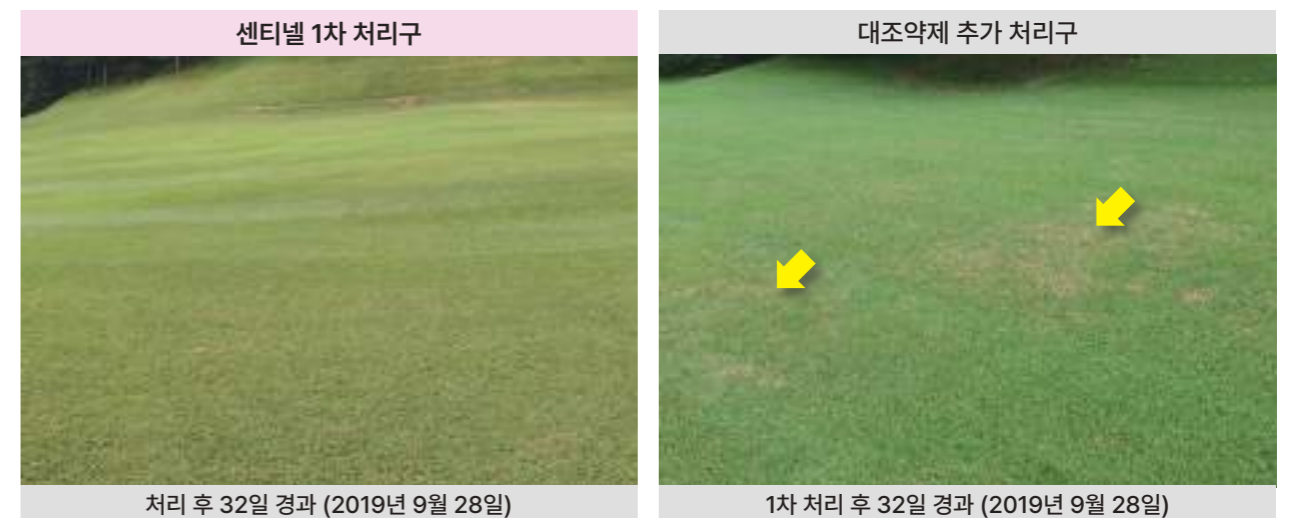 센티넬 1차 처리구
대조약제 추가 처리구
처리 후 32일 경과 (2019년 9월 28일)
1차 처리 후 32일 경과 (2019년 9월 28일)